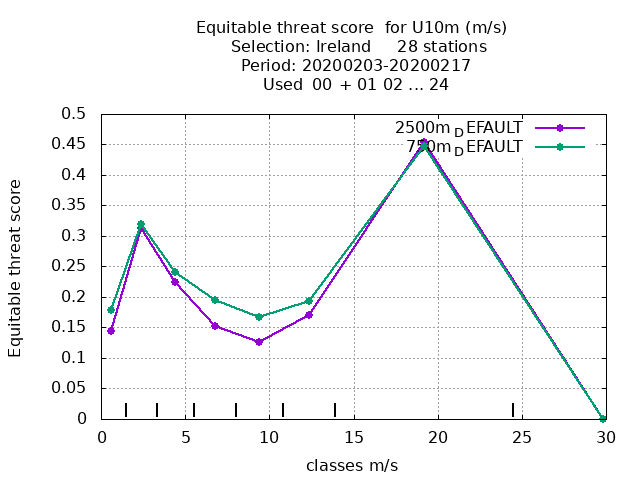 Equitable threat score  for U10m (m/s)
Selection: Ireland     28 stations
Period: 20200203-20200217
Used  00 + 01 02 ... 24
2500m_DEFAULT
750m_DEFAULT
Equitable threat score
0.5
0.45
0.4
0.35
0.3
0.25
0.2
0.15
0.1
0.05
0
0 5 10 15 20 25 30
classes m/s